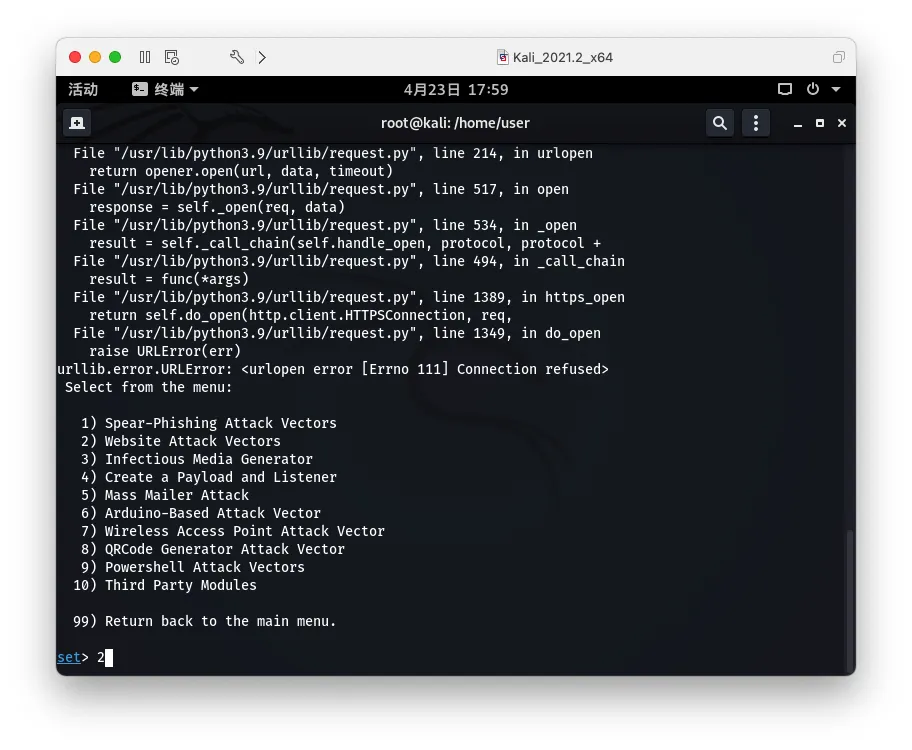 Kali_2021.2_x64
活动 终端 4月23日 17:59
root@kali: /home/user
File "/usr/lib/python3.9/urllib/request.py", line 214, in urlopen
return opener.open(url, data, timeout)
File "/usr/lib/python3.9/urllib/request.py", line 517, in open
response = self._open(req, data)
File "/usr/lib/python3.9/urllib/request.py", line 534, in _open
result = self._call_chain(self.handle_open, protocol, protocol +
File "/usr/lib/python3.9/urllib/request.py", line 494, in _call_chain
result = func(*args)
File "/usr/lib/python3.9/urllib/request.py", line 1389, in https_open
return self.do_open(http.client.HTTPSConnection, req,
File "/usr/lib/python3.9/urllib/request.py", line 1349, in do_open
raise URLError(err)
urllib.error.URLError: <urlopen error [Errno 111] Connection refused>
Select from the menu:
1) Spear-Phishing Attack Vectors
2) Website Attack Vectors
3) Infectious Media Generator
4) Create a Payload and Listener
5) Mass Mailer Attack
6) Arduino-Based Attack Vector
7) Wireless Access Point Attack Vector
8) QRCode Generator Attack Vector
9) Powershell Attack Vectors
10) Third Party Modules
99) Return back to the main menu.
set> 2